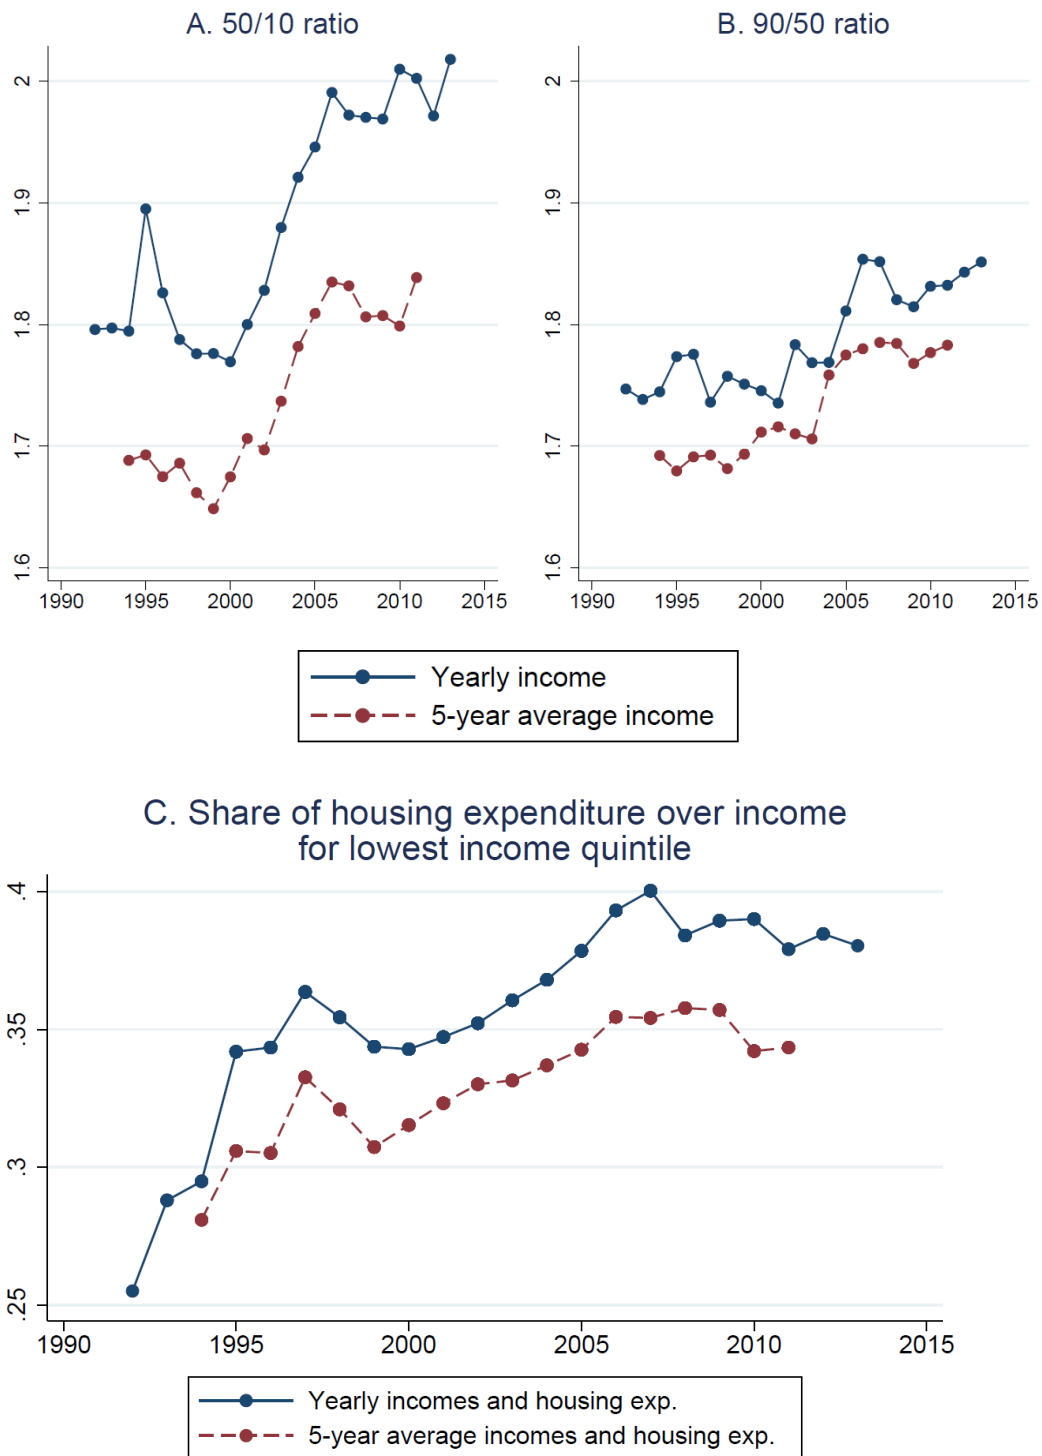 A. 50/10 ratio
2
1.9
1.8
1.7
1.6
1990 1995 2000 2005 2010 2015
B. 90/50 ratio
2
1.9
1.8
1.7
1.6
1990 1995 2000 2005 2010 2015
Yearly income
5-year average income
C. Share of housing expenditure over income
for lowest income quintile
.4
.35
.3
.25
1990 1995 2000 2005 2010 2015
Yearly incomes and housing exp.
5-year average incomes and housing exp.